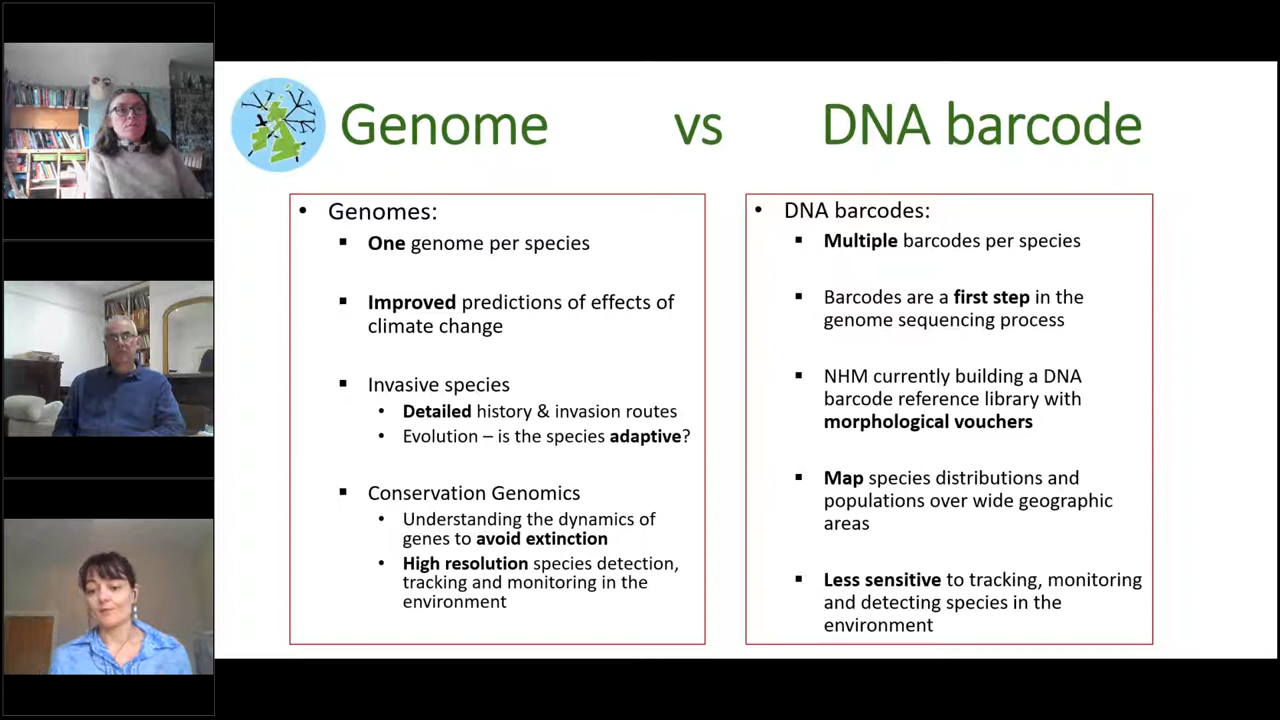 Genome vs DNA barcode
• Genomes:
▪ One genome per species
▪ Improved predictions of effects of
climate change
▪ Invasive species
• Detailed history & invasion routes
• Evolution – is the species adaptive?
▪ Conservation Genomics
• Understanding the dynamics of
genes to avoid extinction
• High resolution species detection,
tracking and monitoring in the
environment
• DNA barcodes:
▪ Multiple barcodes per species
▪ Barcodes are a first step in the
genome sequencing process
▪ NHM currently building a DNA
barcode reference library with
morphological vouchers
▪ Map species distributions and
populations over wide geographic
areas
▪ Less sensitive to tracking, monitoring
and detecting species in the
environment